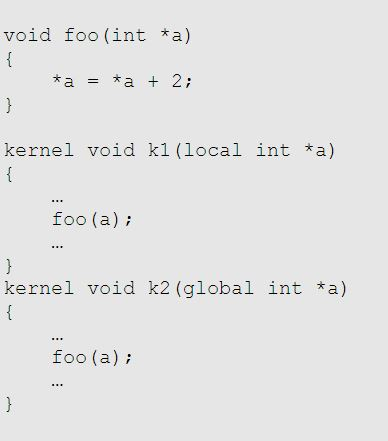 void foo(int *a)
{
    *a = *a + 2;
}

kernel void k1(local int *a)
{
    …
    foo(a);
    …
}
kernel void k2(global int *a)
{
    …
    foo(a);
    …
}